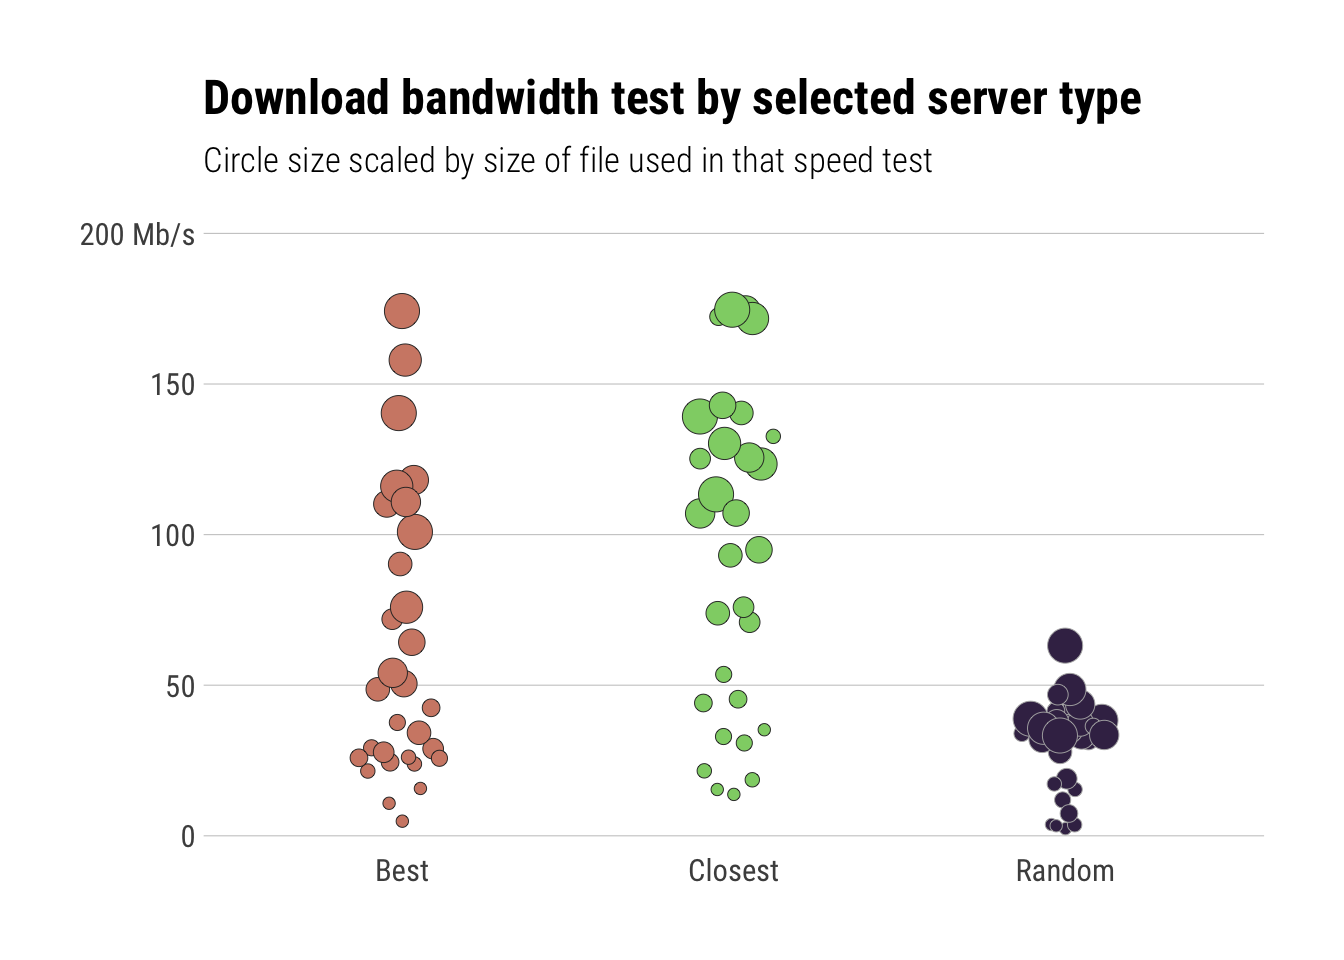 Download bandwidth test by selected server type
Circle size scaled by size of file used in that speed test
200 Mb/s
150
100
50
0
Best Closest Random